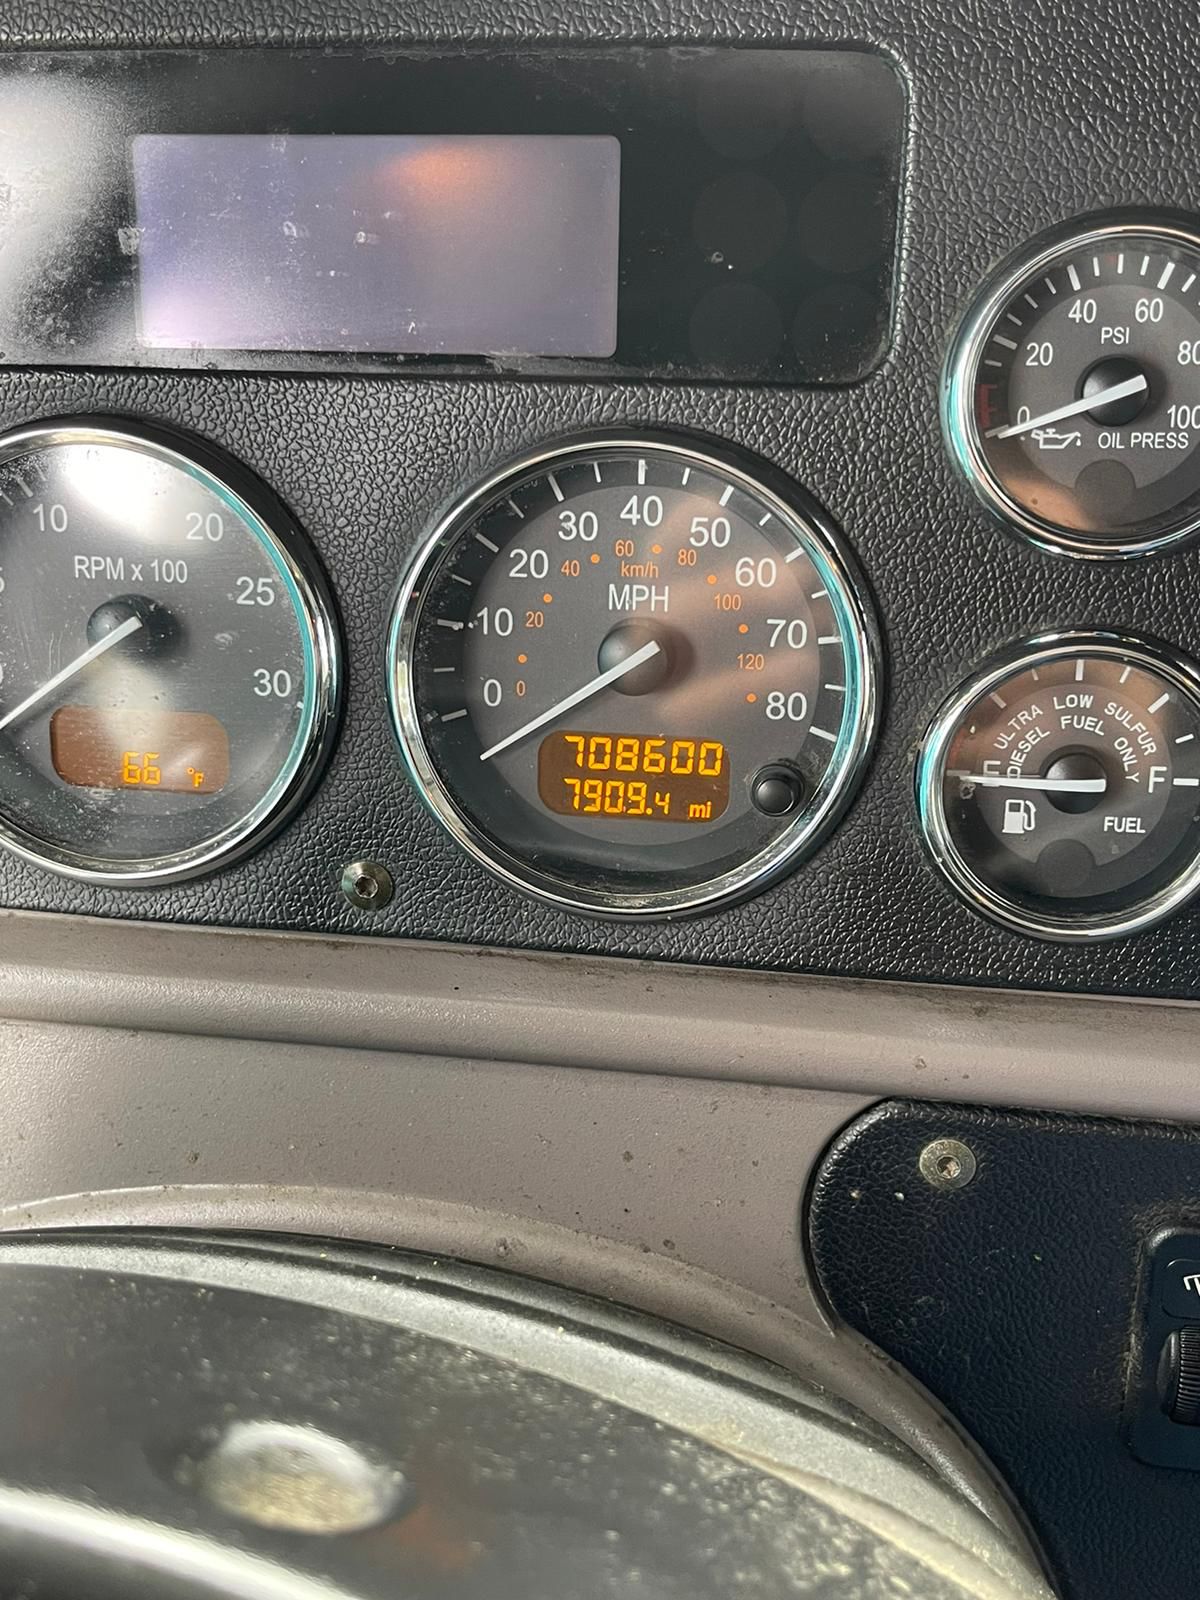 40 60
PSI
20 80
0 100
OIL PRESS
10 20
RPM x 100
25
30
66 °F
30 40 50
20 60
10 70
0 80
40 60 80
km/h
20 100
0 120
MPH
708600
7909.4 mi
ULTRA LOW SULFUR
DIESEL FUEL ONLY
F
FUEL